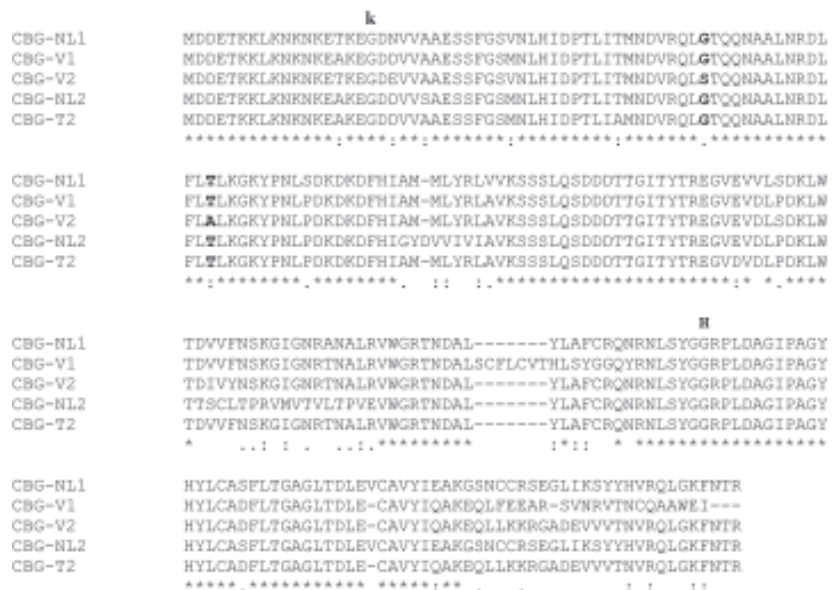 k
CBG-NL1 MDDETKKLKNKNKETKEGDNVVAAESSFGSVNLHIDPTLITMNDVRQLGTQQNAALNRDL
CBG-V1 MDDETKKLKNKNKEAKEGDDVVAAESSFGSMNLHIDPTLITMNDVRQLGTQQNAALNRDL
CBG-V2 MDDETKKLKNKNKETKEGDEVVAAESSFGSVNLHIDPTLITMNDVRQLSTQQNAALNRDL
CBG-NL2 MDDETKKLKNKNKEAKEGDDVVSAESSFGSMNLHIDPTLITMNDVRQLGTQQNAALNRDL
CBG-T2 MDDETKKLKNKNKEAKEGDDVVAAESSFGSMNLHIDPTLIAMNDVRQLGTQQNAALNRDL
**************:****.**.*******:*********:*******.***********
CBG-NL1 FLTLKGKYPNLSDKDKDFHIAM-MLYRLVVKSSSLQSDDDTTGITYTREGVEVVLSDKLW
CBG-V1 FLTLKGKYPNLPDKDKDFHIAM-MLYRLAVKSSSLQSDDDTTGITYTREGVEVDLPDKLW
CBG-V2 FLALKGKYPNLPDKDKDFHIAM-MLYRLAVKSSSLQSDDDTTGITYTREGVEVDLSDKLW
CBG-NL2 FLTLKGKYPNLPDKDKDFHIGYDVVIVIAVKSSSLQSDDDTTGITYTREGVEVDLPDKLW
CBG-T2 FLTLKGKYPNLPDKDKDFHIAM-MLYRLAVKSSSLQSDDDTTGITYTREGVDVDLPDKLW
**:********.********. :: :.**********************:* *.****
H
CBG-NL1 TDVVFNSKGIGNRANALRVWGRTNDAL-------YLAFCRQNRNLSYGGRPLDAGIPAGY
CBG-V1 TDVVFNSKGIGNRTNALRVWGRTNDALSCFLCVTHLSYGGQYRNLSYGGRPLDAGIPAGY
CBG-V2 TDIVYNSKGIGNRTNALRVWGRTNDAL-------YLAFCRQNRNLSYGGRPLDAGIPAGY
CBG-NL2 TTSCLTPRVMVTVLTPVEVWGRTNDAL-------YLAFCRQNRNLSYGGRPLDAGIPAGY
CBG-T2 TDVVFNSKGIGNRTNALRVWGRTNDAL-------YLAFCRQNRNLSYGGRPLDAGIPAGY
* ..: : . ..:.********* :*:: * ******************
CBG-NL1 HYLCASFLTGAGLTDLEVCAVYIEAKGSNCCRSEGLIKSYYHVRQLGKFNTR
CBG-V1 HYLCADFLTGAGLTDLE-CAVYIQAKEQLFEEAR-SVNRVTNCQAAWEI---
CBG-V2 HYLCADFLTGAGLTDLE-CAVYIQAKEQLLKKRGADEVVVTNVRQLGKFNTR
CBG-NL2 HYLCASFLTGAGLTDLEVCAVYIEAKGSNCCRSEGLIKSYYHVRQLGKFNTR
CBG-T2 HYLCADFLTGAGLTDLE-CAVYIQAKEQLLKKRGADEVVVTNVRQLGKFNTR
*****.*********** *****:** . . : : ::